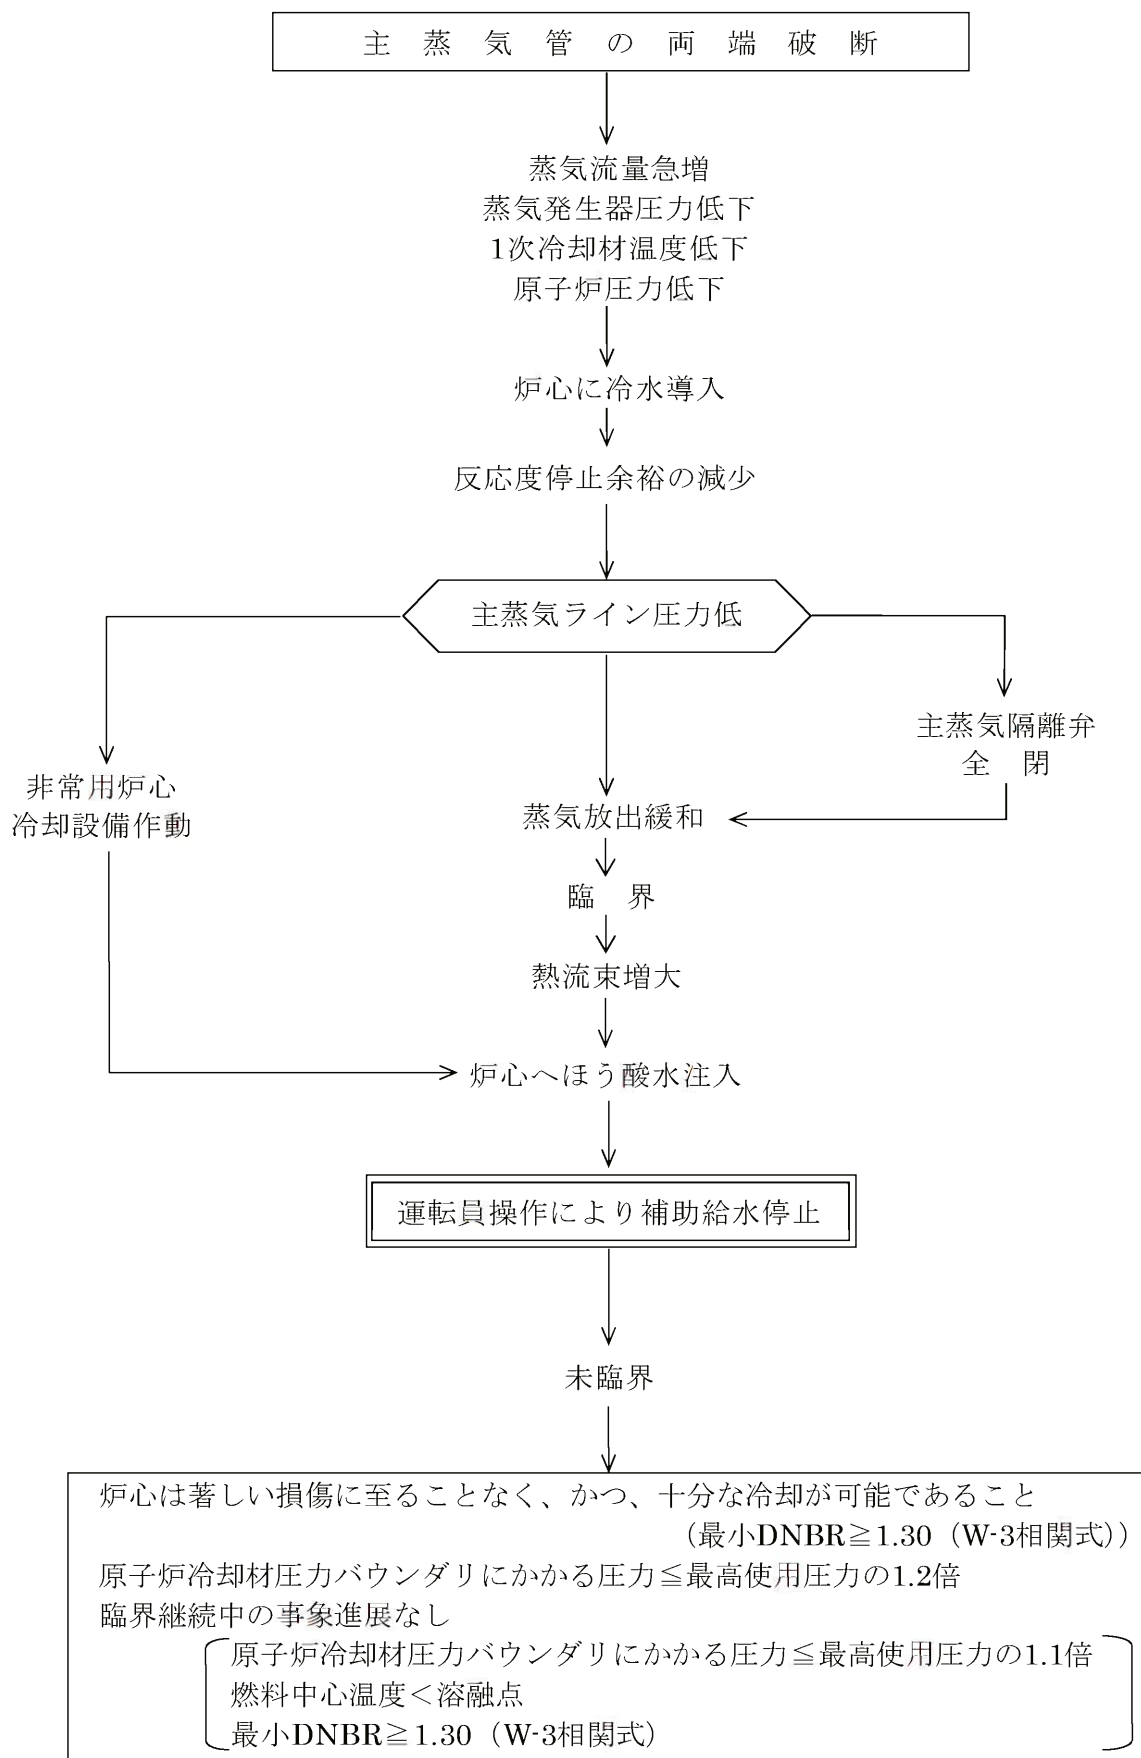 主蒸気管の両端破断
蒸気流量急増
蒸気発生器圧力低下
1次冷却材温度低下
原子炉圧力低下
炉心に冷水導入
反応度停止余裕の減少
主蒸気ライン圧力低
主蒸気隔離弁
全　閉
非常用炉心
冷却設備作動
蒸気放出緩和
臨　界
熱流束増大
炉心へほう酸水注入
運転員操作により補助給水停止
未臨界
炉心は著しい損傷に至ることなく、かつ、十分な冷却が可能であること
（最小DNBR≧1.30（W-3相関式））
原子炉冷却材圧力バウンダリにかかる圧力≦最高使用圧力の1.2倍
臨界継続中の事象進展なし
原子炉冷却材圧力バウンダリにかかる圧力≦最高使用圧力の1.1倍
燃料中心温度＜溶融点
最小DNBR≧1.30（W-3相関式）